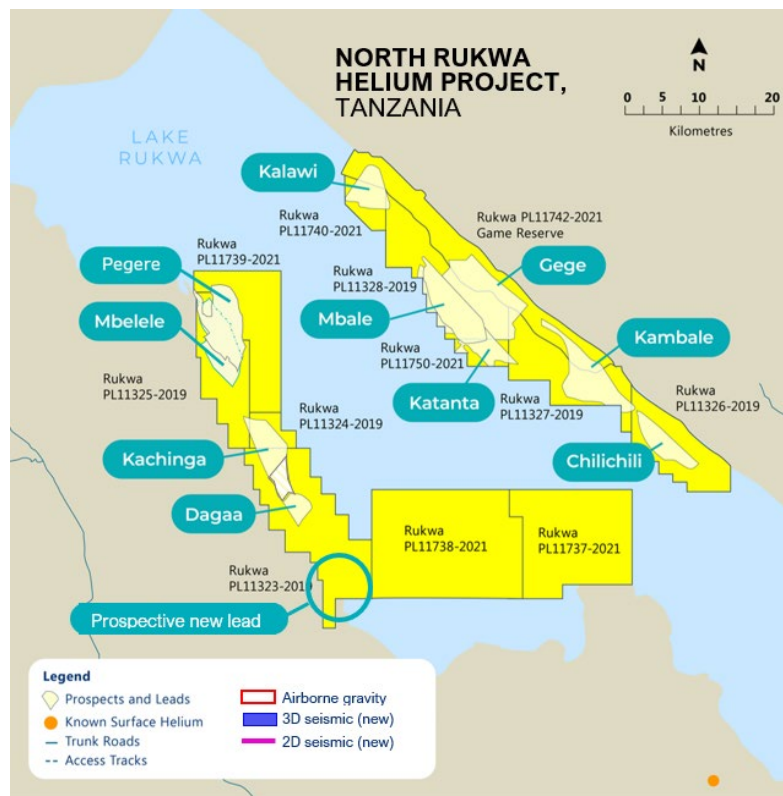 NORTH RUKWA
HELIUM PROJECT,
TANZANIA
N
0 5 10 20
Kilometres
LAKE
RUKWA
Kalawi
Rukwa
PL11740-2021
Rukwa PL11742-2021
Game Reserve
Gege
Rukwa
PL11739-2021
Pegere
Rukwa
PL11328-2019
Mbale
Mbelele
Kambale
Rukwa
PL11750-2021
Rukwa
PL11325-2019
Katanta
Rukwa
PL11327-2019
Rukwa
PL11326-2019
Rukwa
PL11324-2019
Kachinga
Chilichili
Dagaa
Rukwa
PL11738-2021
Rukwa
PL11737-2021
Rukwa
PL11323-2019
Prospective new lead
Legend
Prospects and Leads
Known Surface Helium
Trunk Roads
Access Tracks
Airborne gravity
3D seismic (new)
2D seismic (new)